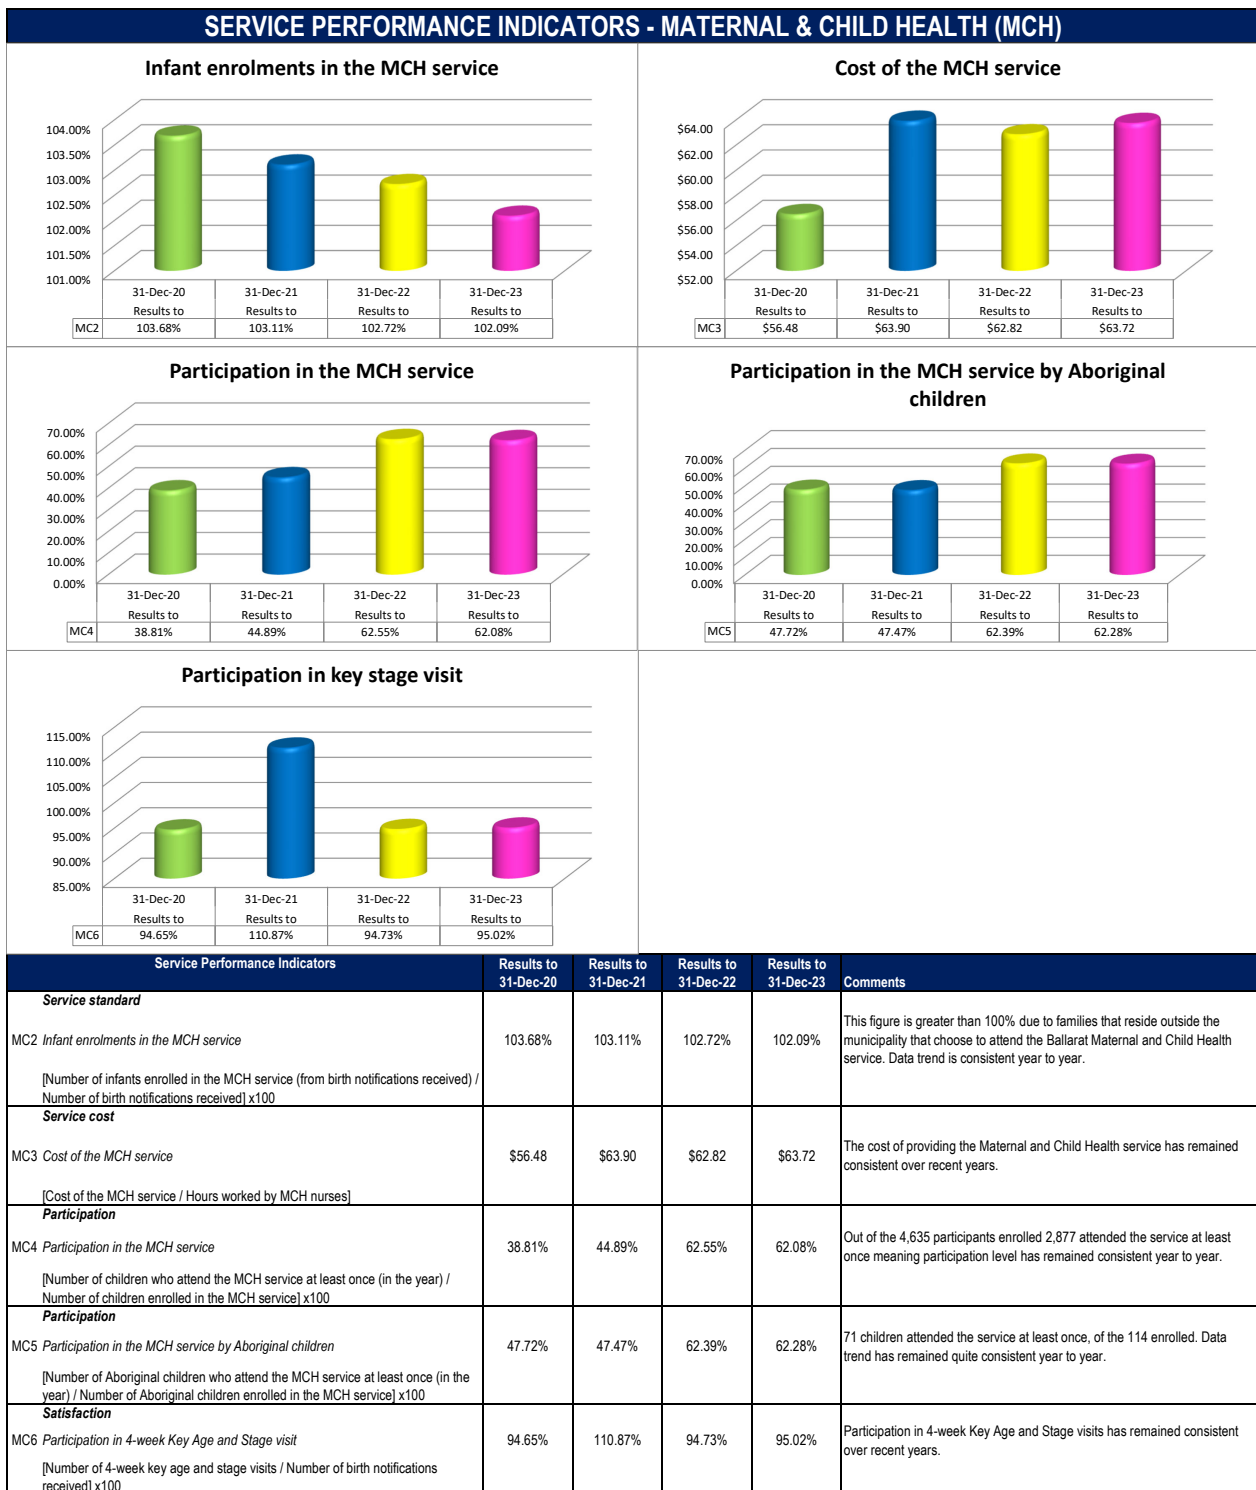 SERVICE PERFORMANCE INDICATORS - MATERNAL & CHILD HEALTH (MCH)
Infant enrolments in the MCH service
104.00%
103.50%
103.00%
102.50%
102.00%
101.50%
101.00%
31-Dec-20 31-Dec-21 31-Dec-22 31-Dec-23
Results to Results to Results to Results to
MC2 103.68% 103.11% 102.72% 102.09%
Cost of the MCH service
$64.00
$62.00
$60.00
$58.00
$56.00
$54.00
$52.00
31-Dec-20 31-Dec-21 31-Dec-22 31-Dec-23
Results to Results to Results to Results to
MC3 $56.48 $63.90 $62.82 $63.72
Participation in the MCH service
70.00%
60.00%
50.00%
40.00%
30.00%
20.00%
10.00%
0.00%
31-Dec-20 31-Dec-21 31-Dec-22 31-Dec-23
Results to Results to Results to Results to
MC4 38.81% 44.89% 62.55% 62.08%
Participation in the MCH service by Aboriginal
children
70.00%
60.00%
50.00%
40.00%
30.00%
20.00%
10.00%
0.00%
31-Dec-20 31-Dec-21 31-Dec-22 31-Dec-23
Results to Results to Results to Results to
MC5 47.72% 47.47% 62.39% 62.28%
Participation in key stage visit
115.00%
110.00%
105.00%
100.00%
95.00%
90.00%
85.00%
31-Dec-20 31-Dec-21 31-Dec-22 31-Dec-23
Results to Results to Results to Results to
MC6 94.65% 110.87% 94.73% 95.02%
Service Performance Indicators Results to Results to Results to Results to
31-Dec-20 31-Dec-21 31-Dec-22 31-Dec-23 Comments
Service standard
MC2 Infant enrolments in the MCH service 103.68% 103.11% 102.72% 102.09%
This figure is greater than 100% due to families that reside outside the
municipality that choose to attend the Ballarat Maternal and Child Health
service. Data trend is consistent year to year.
[Number of infants enrolled in the MCH service (from birth notifications received) /
Number of birth notifications received] x100
Service cost
MC3 Cost of the MCH service $56.48 $63.90 $62.82 $63.72
The cost of providing the Maternal and Child Health service has remained
consistent over recent years.
[Cost of the MCH service / Hours worked by MCH nurses]
Participation
MC4 Participation in the MCH service 38.81% 44.89% 62.55% 62.08%
Out of the 4,635 participants enrolled 2,877 attended the service at least
once meaning participation level has remained consistent year to year.
[Number of children who attend the MCH service at least once (in the year) /
Number of children enrolled in the MCH service] x100
Participation
MC5 Participation in the MCH service by Aboriginal children 47.72% 47.47% 62.39% 62.28%
71 children attended the service at least once, of the 114 enrolled. Data
trend has remained quite consistent year to year.
[Number of Aboriginal children who attend the MCH service at least once (in the
year) / Number of Aboriginal children enrolled in the MCH service] x100
Satisfaction
MC6 Participation in 4-week Key Age and Stage visit 94.65% 110.87% 94.73% 95.02%
Participation in 4-week Key Age and Stage visits has remained consistent
over recent years.
[Number of 4-week key age and stage visits / Number of birth notifications
received] x100